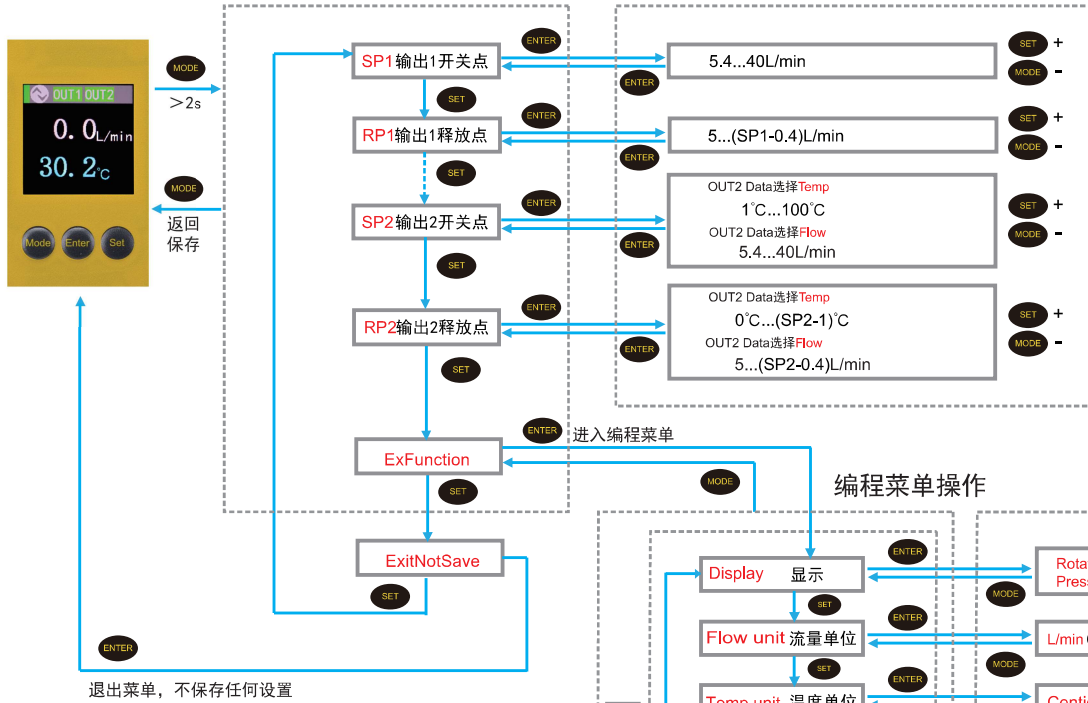 OUT1 OUT2
0.0L/min
30.2℃
Mode Enter Set
MODE
>2s
MODE
返回
保存
SP1输出1开关点
ENTER
ENTER
5.4...40L/min
SET +
MODE -
SET
RP1输出1释放点
ENTER
ENTER
5...(SP1-0.4)L/min
SET +
MODE -
SET
SP2输出2开关点
ENTER
ENTER
OUT2 Data选择Temp
1℃...100℃
OUT2 Data选择Flow
5.4...40L/min
SET +
MODE -
SET
RP2输出2释放点
ENTER
ENTER
OUT2 Data选择Temp
0℃...(SP2-1)℃
OUT2 Data选择Flow
5...(SP2-0.4)L/min
SET +
MODE -
SET
ExFunction
ENTER
进入编程菜单
MODE
SET
ExitNotSave
SET
ENTER
退出菜单，不保存任何设置
编程菜单操作
Display 显示
ENTER
MODE
SET
Flow unit 流量单位
ENTER
MODE
L/min
SET
Temp unit 温度单位
ENTER